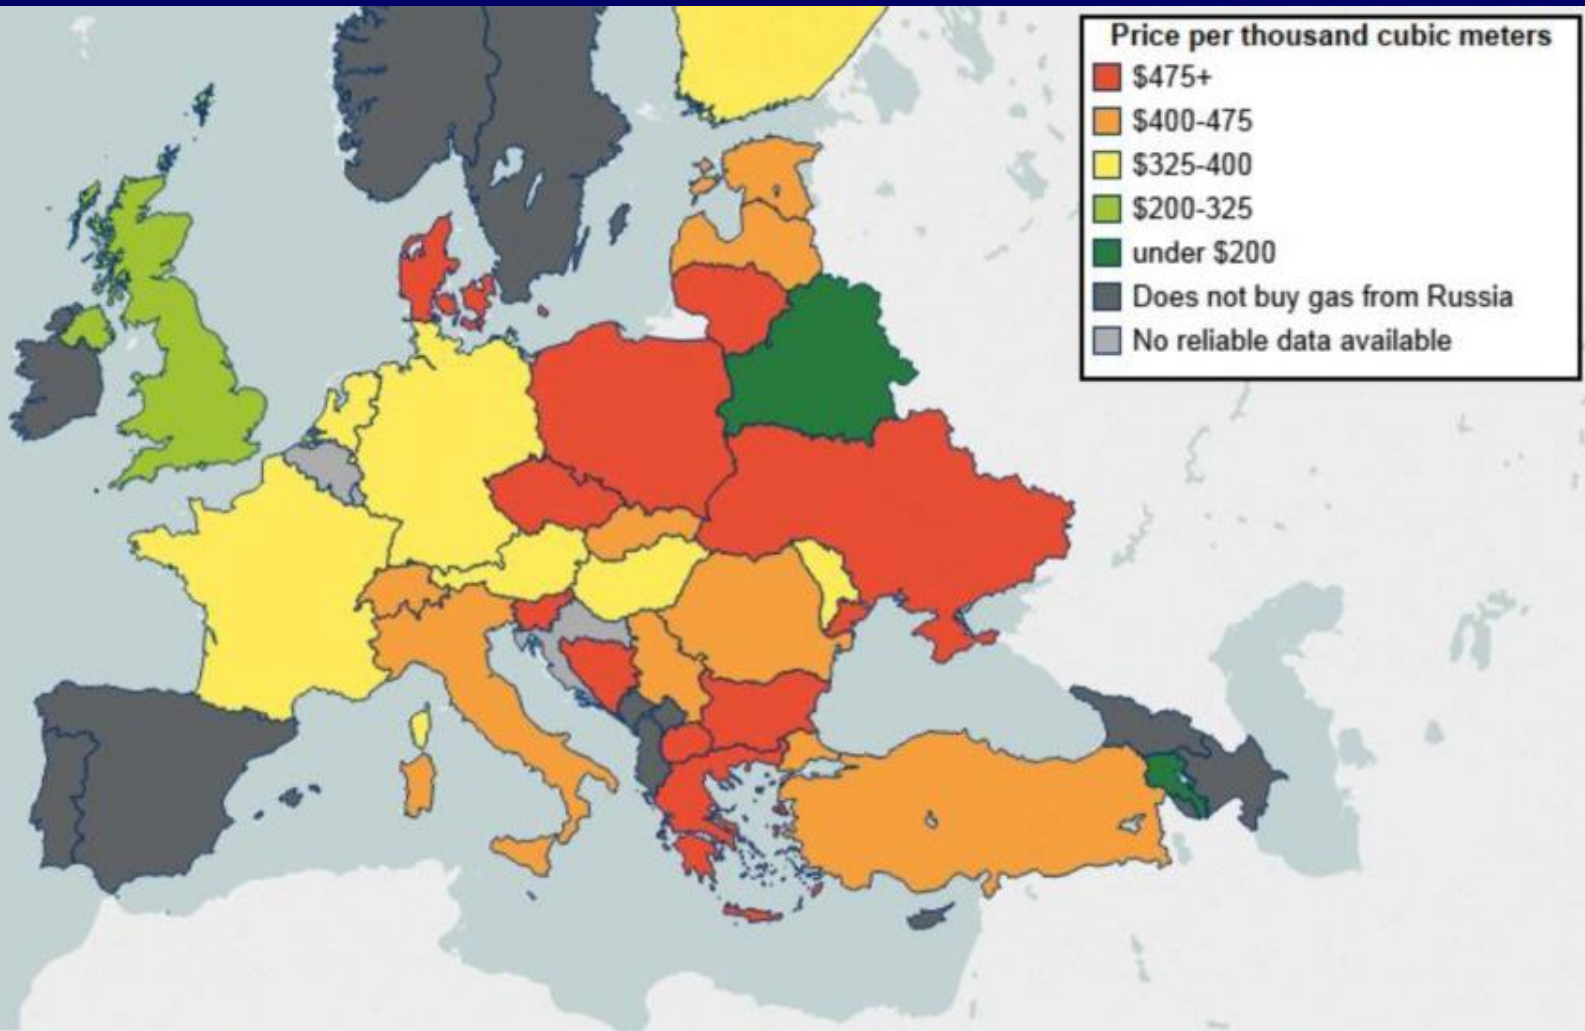 Price per thousand cubic meters
$475+
$400-475
$325-400
$200-325
under $200
Does not buy gas from Russia
No reliable data available